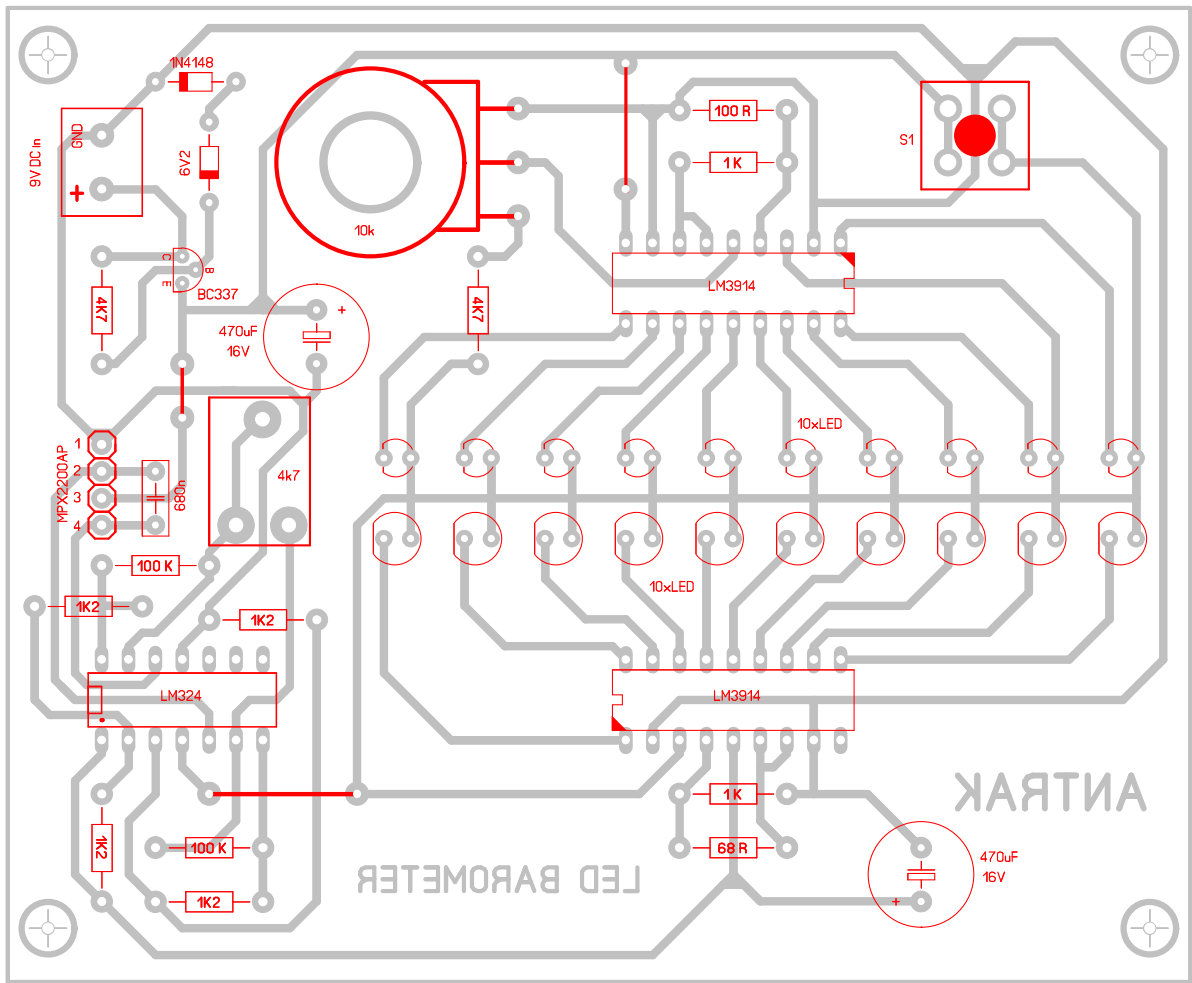 1N4148
GND
9V DC In
+
6V2
100 R
1 K
S1
10k
C
B
E
BC337
4K7
4K7
LM3914
470uF
+
16V
10xLED
1
2
3
4
MPX2200AP
680n
4k7
100 K
1K2
1K2
10xLED
LM324
LM3914
1 K
ANTRAK
1K2
100 K
68 R
470uF
16V
LED BAROMETER
1K2
+